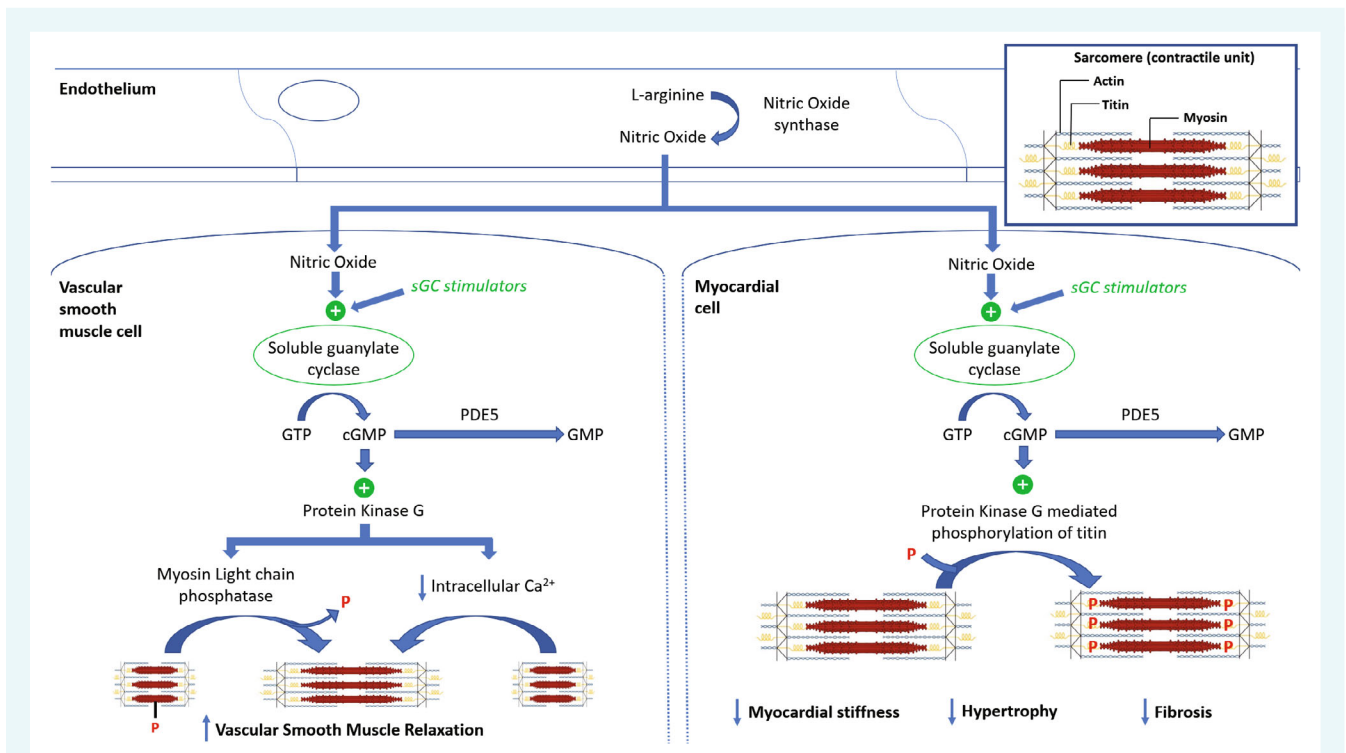 Endothelium
L-arginine
Nitric Oxide
synthase
Nitric Oxide
Sarcomere (contractile unit)
Actin
Titin
Myosin
Vascular
smooth
muscle cell
Nitric Oxide
sGC stimulators
+
Soluble guanylate
cyclase
GTP
cGMP
PDE5
GMP
+
Protein Kinase G
Myosin Light chain
phosphatase
P
Intracellular Ca²⁺
P
Vascular Smooth Muscle Relaxation
Myocardial
cell
Nitric Oxide
sGC stimulators
+
Soluble guanylate
cyclase
GTP
cGMP
PDE5
GMP
+
Protein Kinase G mediated
phosphorylation of titin
P
P P
P P
P P
Myocardial stiffness
Hypertrophy
Fibrosis